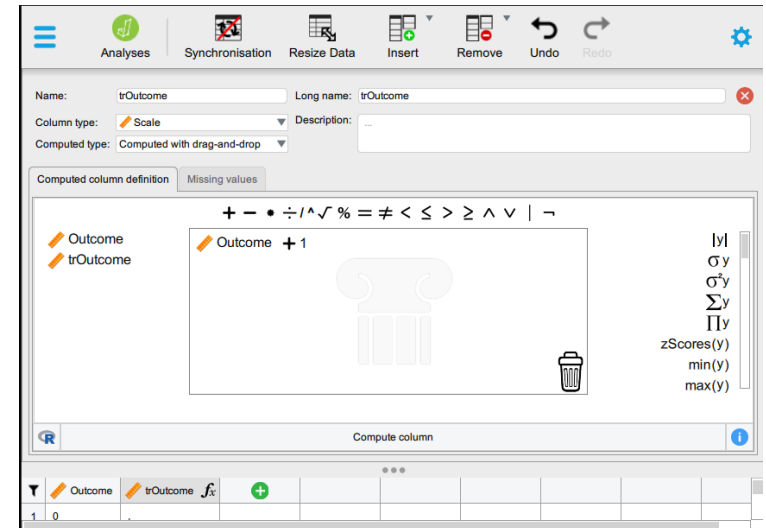 Analyses Synchronisation Resize Data Insert Remove Undo Redo
Name: trOutcome Long name: trOutcome
Column type: Scale Description: ...
Computed type: Computed with drag-and-drop
Computed column definition Missing values
+ − • ÷ / ^ √ % = ≠ < ≤ > ≥ ∧ ∨ | ¬
Outcome
trOutcome
Outcome + 1
|y|
σy
σ²y
∑y
∏y
zScores(y)
min(y)
max(y)
R Compute column i
Outcome trOutcome fx
1 0 .